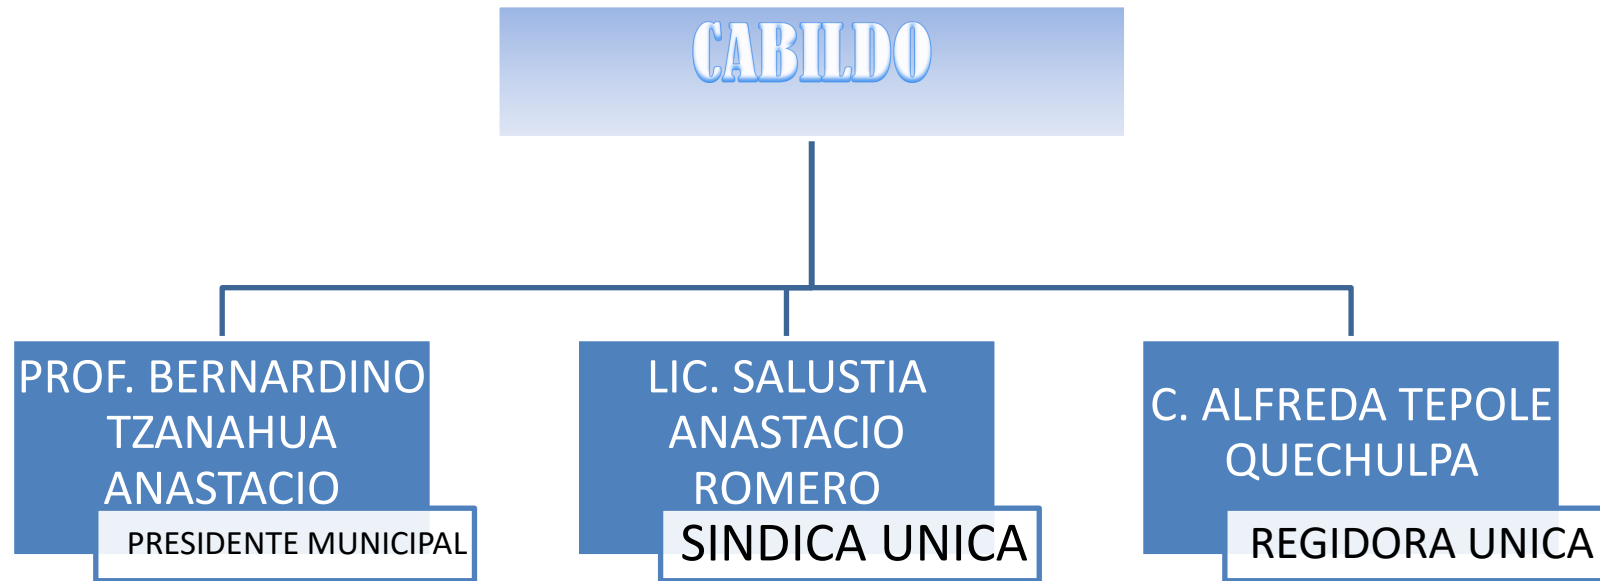 CABILDO
PROF. BERNARDINO
TZANAHUA
ANASTACIO
PRESIDENTE MUNICIPAL
LIC. SALUSTIA
ANASTACIO
ROMERO
SINDICA UNICA
C. ALFREDA TEPOLE
QUECHULPA
REGIDORA UNICA